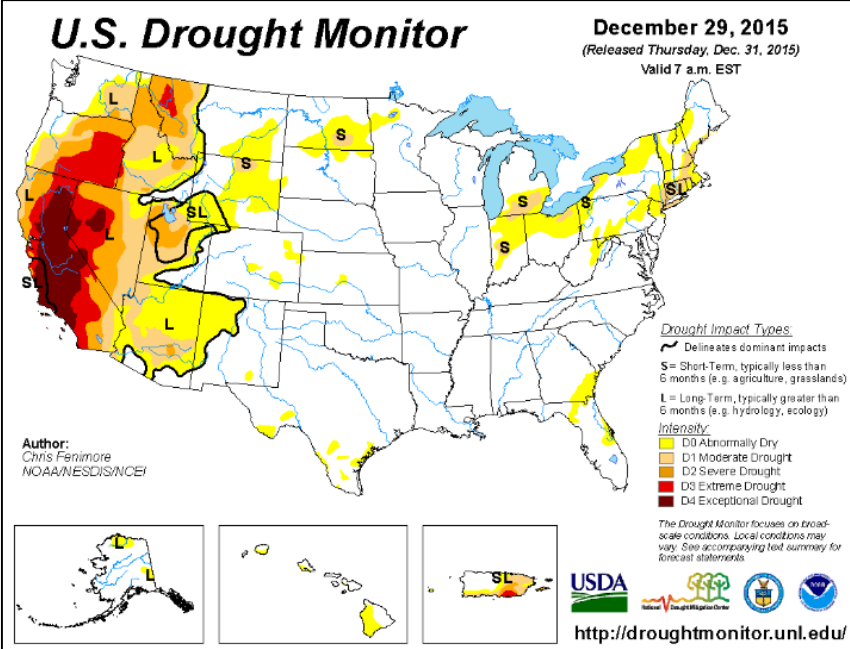 U.S. Drought Monitor
December 29, 2015
(Released Thursday, Dec. 31, 2015)
Valid 7 a.m. EST
L
L
S
S
L
SL
S
S
SL
L
L
S
SL
L
Drought Impact Types:
Delineates dominant impacts
S = Short-Term, typically less than
6 months (e.g. agriculture, grasslands)
L = Long-Term, typically greater than
6 months (e.g. hydrology, ecology)
Intensity:
D0 Abnormally Dry
D1 Moderate Drought
D2 Severe Drought
D3 Extreme Drought
D4 Exceptional Drought
Author:
Chris Fenimore
NOAA/NESDIS/NCEI
The Drought Monitor focuses on broad-
scale conditions. Local conditions may
vary. See accompanying text summary for
forecast statements.
L
L
SL
USDA
National Drought Mitigation Center
http://droughtmonitor.unl.edu/